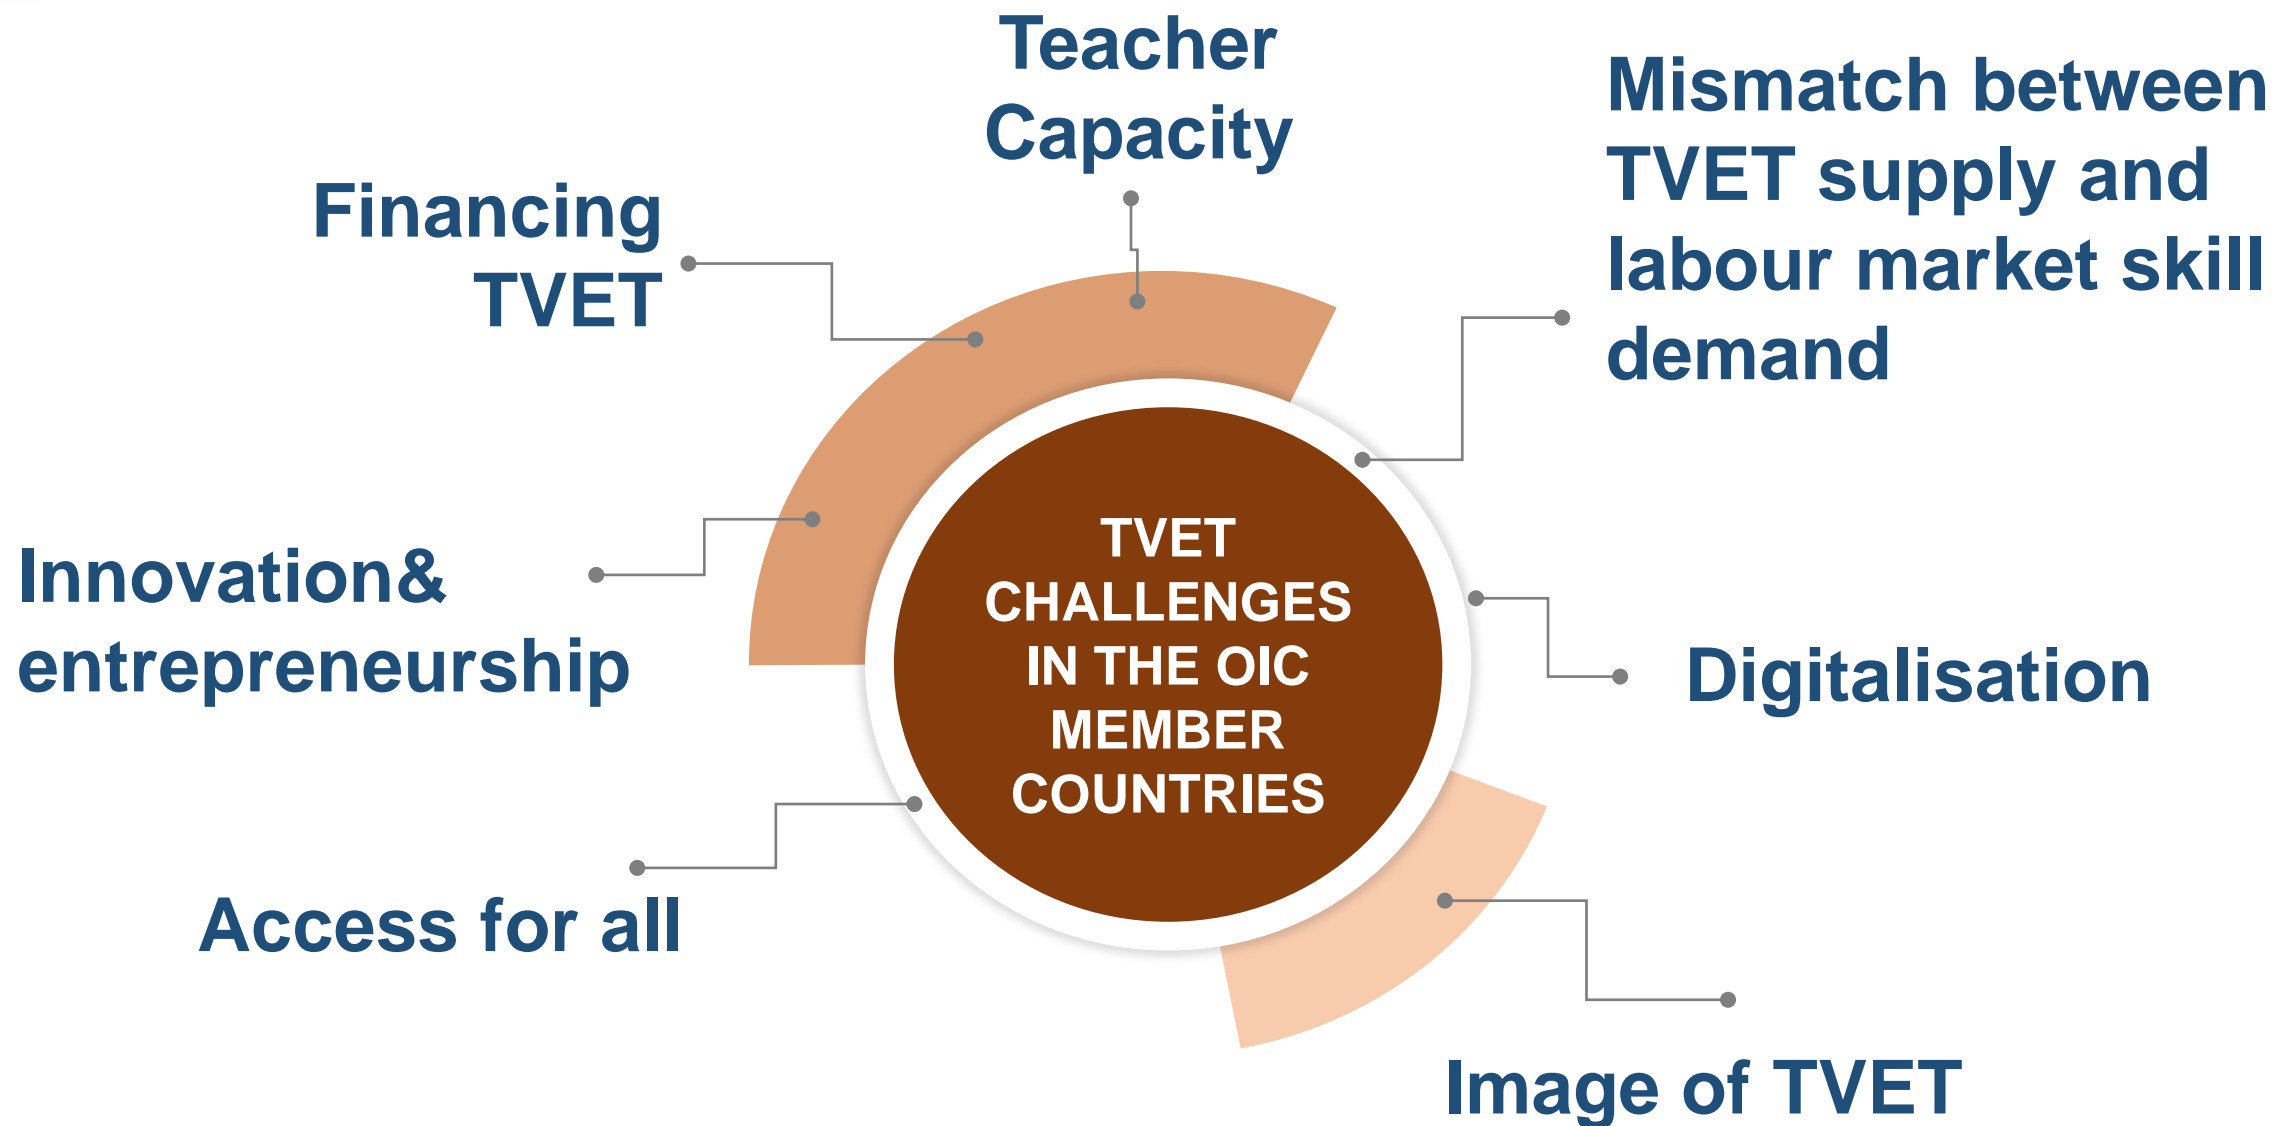 Teacher
Capacity
Mismatch between
TVET supply and
labour market skill
demand
Financing
TVET
Innovation&
entrepreneurship
TVET
CHALLENGES
IN THE OIC
MEMBER
COUNTRIES
Digitalisation
Access for all
Image of TVET